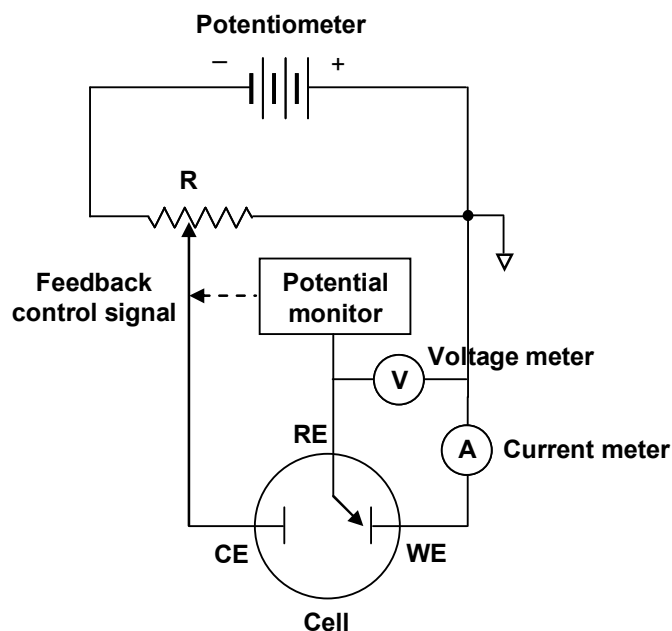 Potentiometer
– +
R
Feedback
control signal
Potential
monitor
Voltage meter
V
RE
A
Current meter
CE
WE
Cell